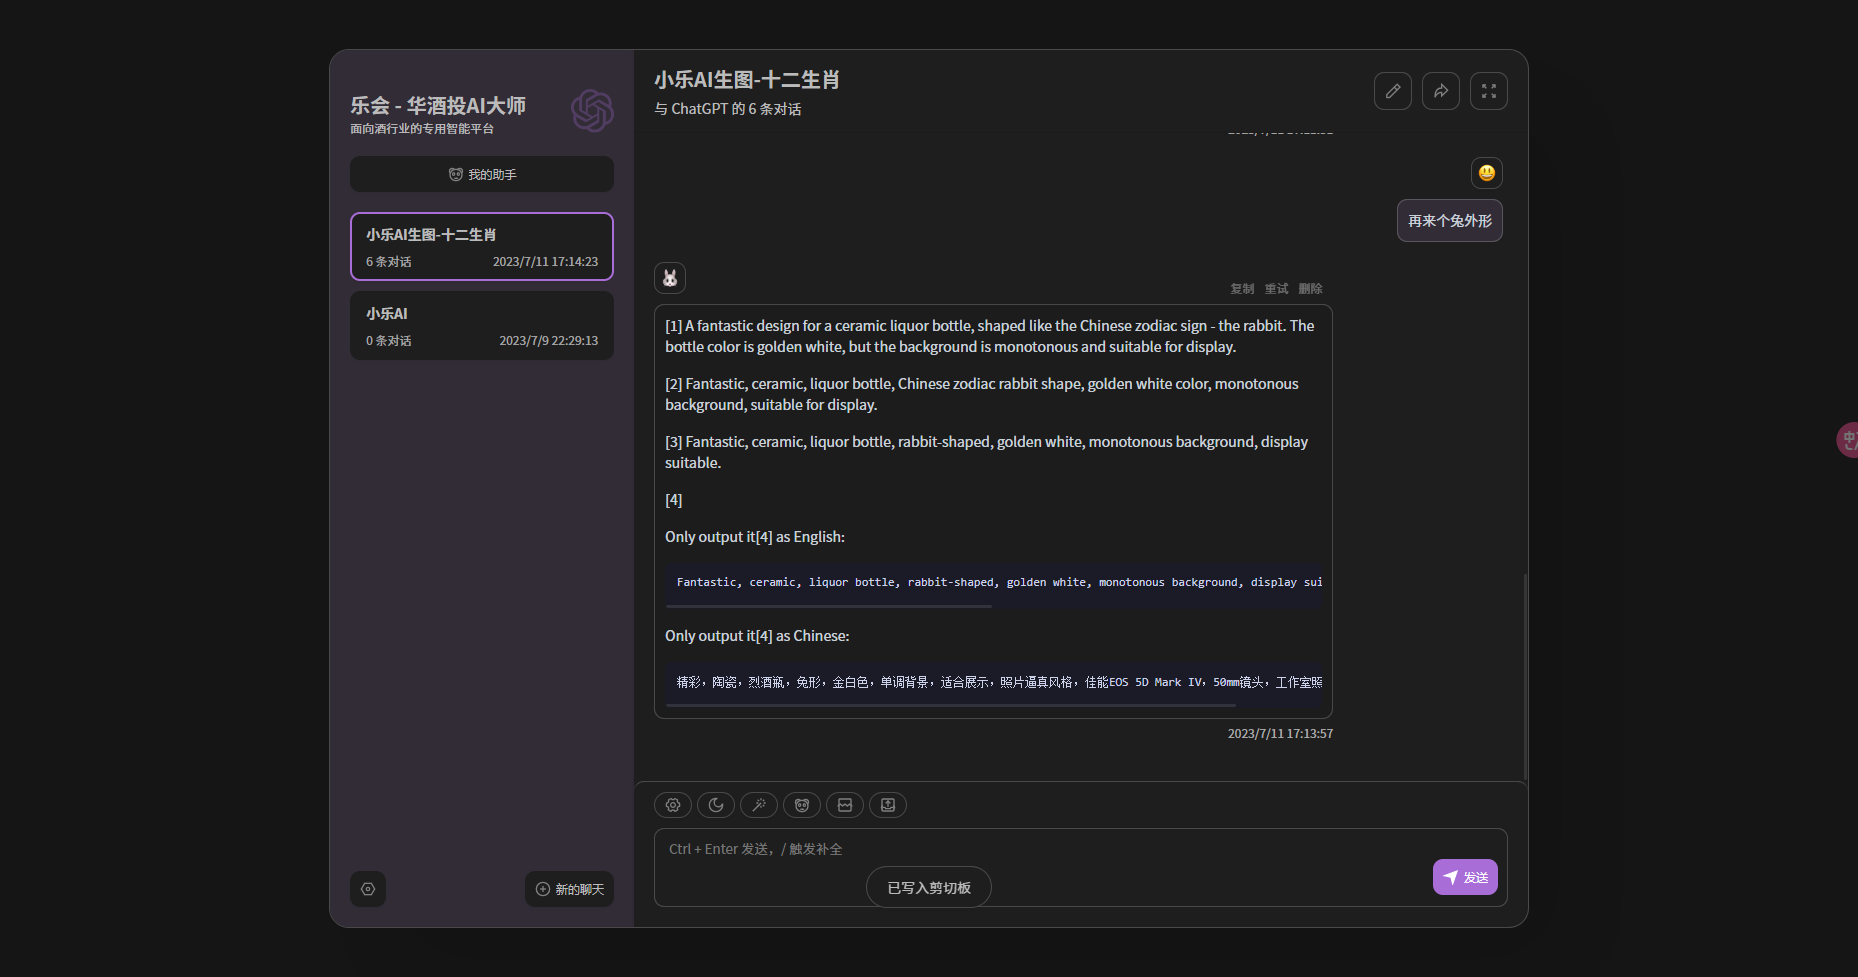 乐会 - 华酒投AI大师
面向酒行业的专用智能平台
我的助手
小乐AI生图-十二生肖
6 条对话
2023/7/11 17:14:23
小乐AI
0 条对话
2023/7/9 22:29:13
新的聊天
小乐AI生图-十二生肖
与 ChatGPT 的 6 条对话
再来个兔外形
复制 重试 删除
[1] A fantastic design for a ceramic liquor bottle, shaped like the Chinese zodiac sign - the rabbit. The
bottle color is golden white, but the background is monotonous and suitable for display.
[2] Fantastic, ceramic, liquor bottle, Chinese zodiac rabbit shape, golden white color, monotonous
background, suitable for display.
[3] Fantastic, ceramic, liquor bottle, rabbit-shaped, golden white, monotonous background, display
suitable.
[4]
Only output it[4] as English:
Fantastic, ceramic, liquor bottle, rabbit-shaped, golden white, monotonous background, display sui
Only output it[4] as Chinese:
精彩，陶瓷，烈酒瓶，兔形，金白色，单调背景，适合展示，照片逼真风格，佳能EOS 5D Mark IV，50mm镜头，工作室照
2023/7/11 17:13:57
Ctrl + Enter 发送，/ 触发补全
已写入剪切板
发送
中